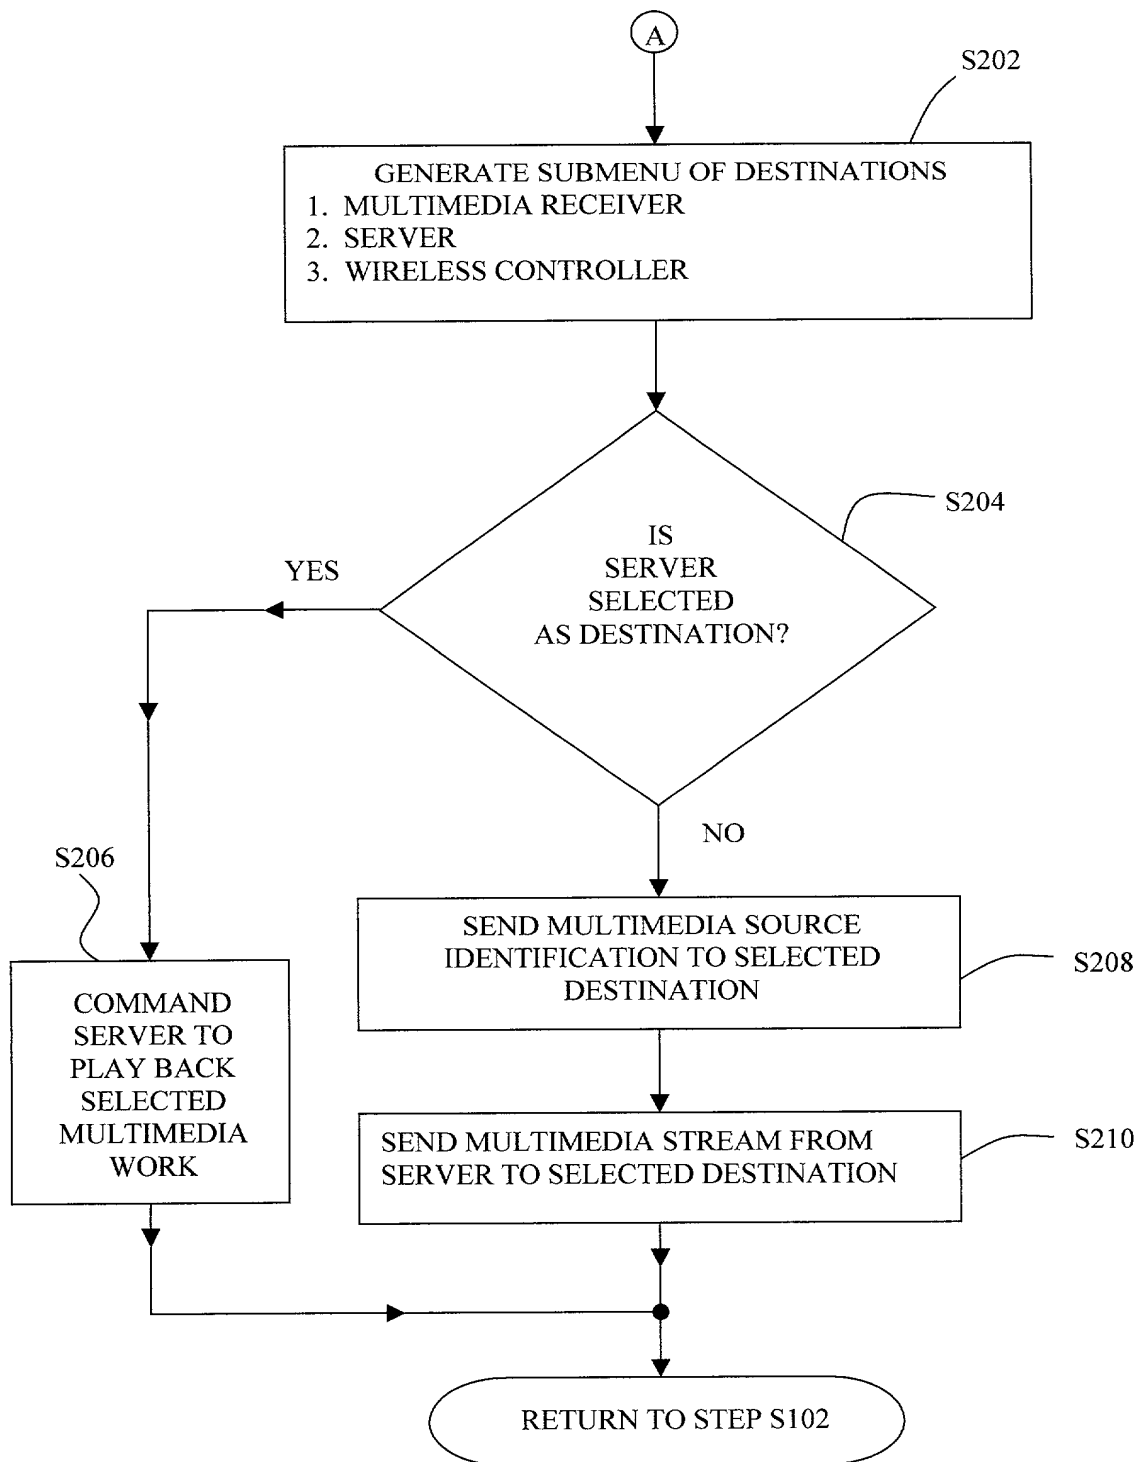 A
S202
GENERATE SUBMENU OF DESTINATIONS
1. MULTIMEDIA RECEIVER
2. SERVER
3. WIRELESS CONTROLLER
S204
IS
SERVER
SELECTED
AS DESTINATION?
YES
NO
S206
COMMAND
SERVER TO
PLAY BACK
SELECTED
MULTIMEDIA
WORK
SEND MULTIMEDIA SOURCE
IDENTIFICATION TO SELECTED
DESTINATION
S208
SEND MULTIMEDIA STREAM FROM
SERVER TO SELECTED DESTINATION
S210
RETURN TO STEP S102